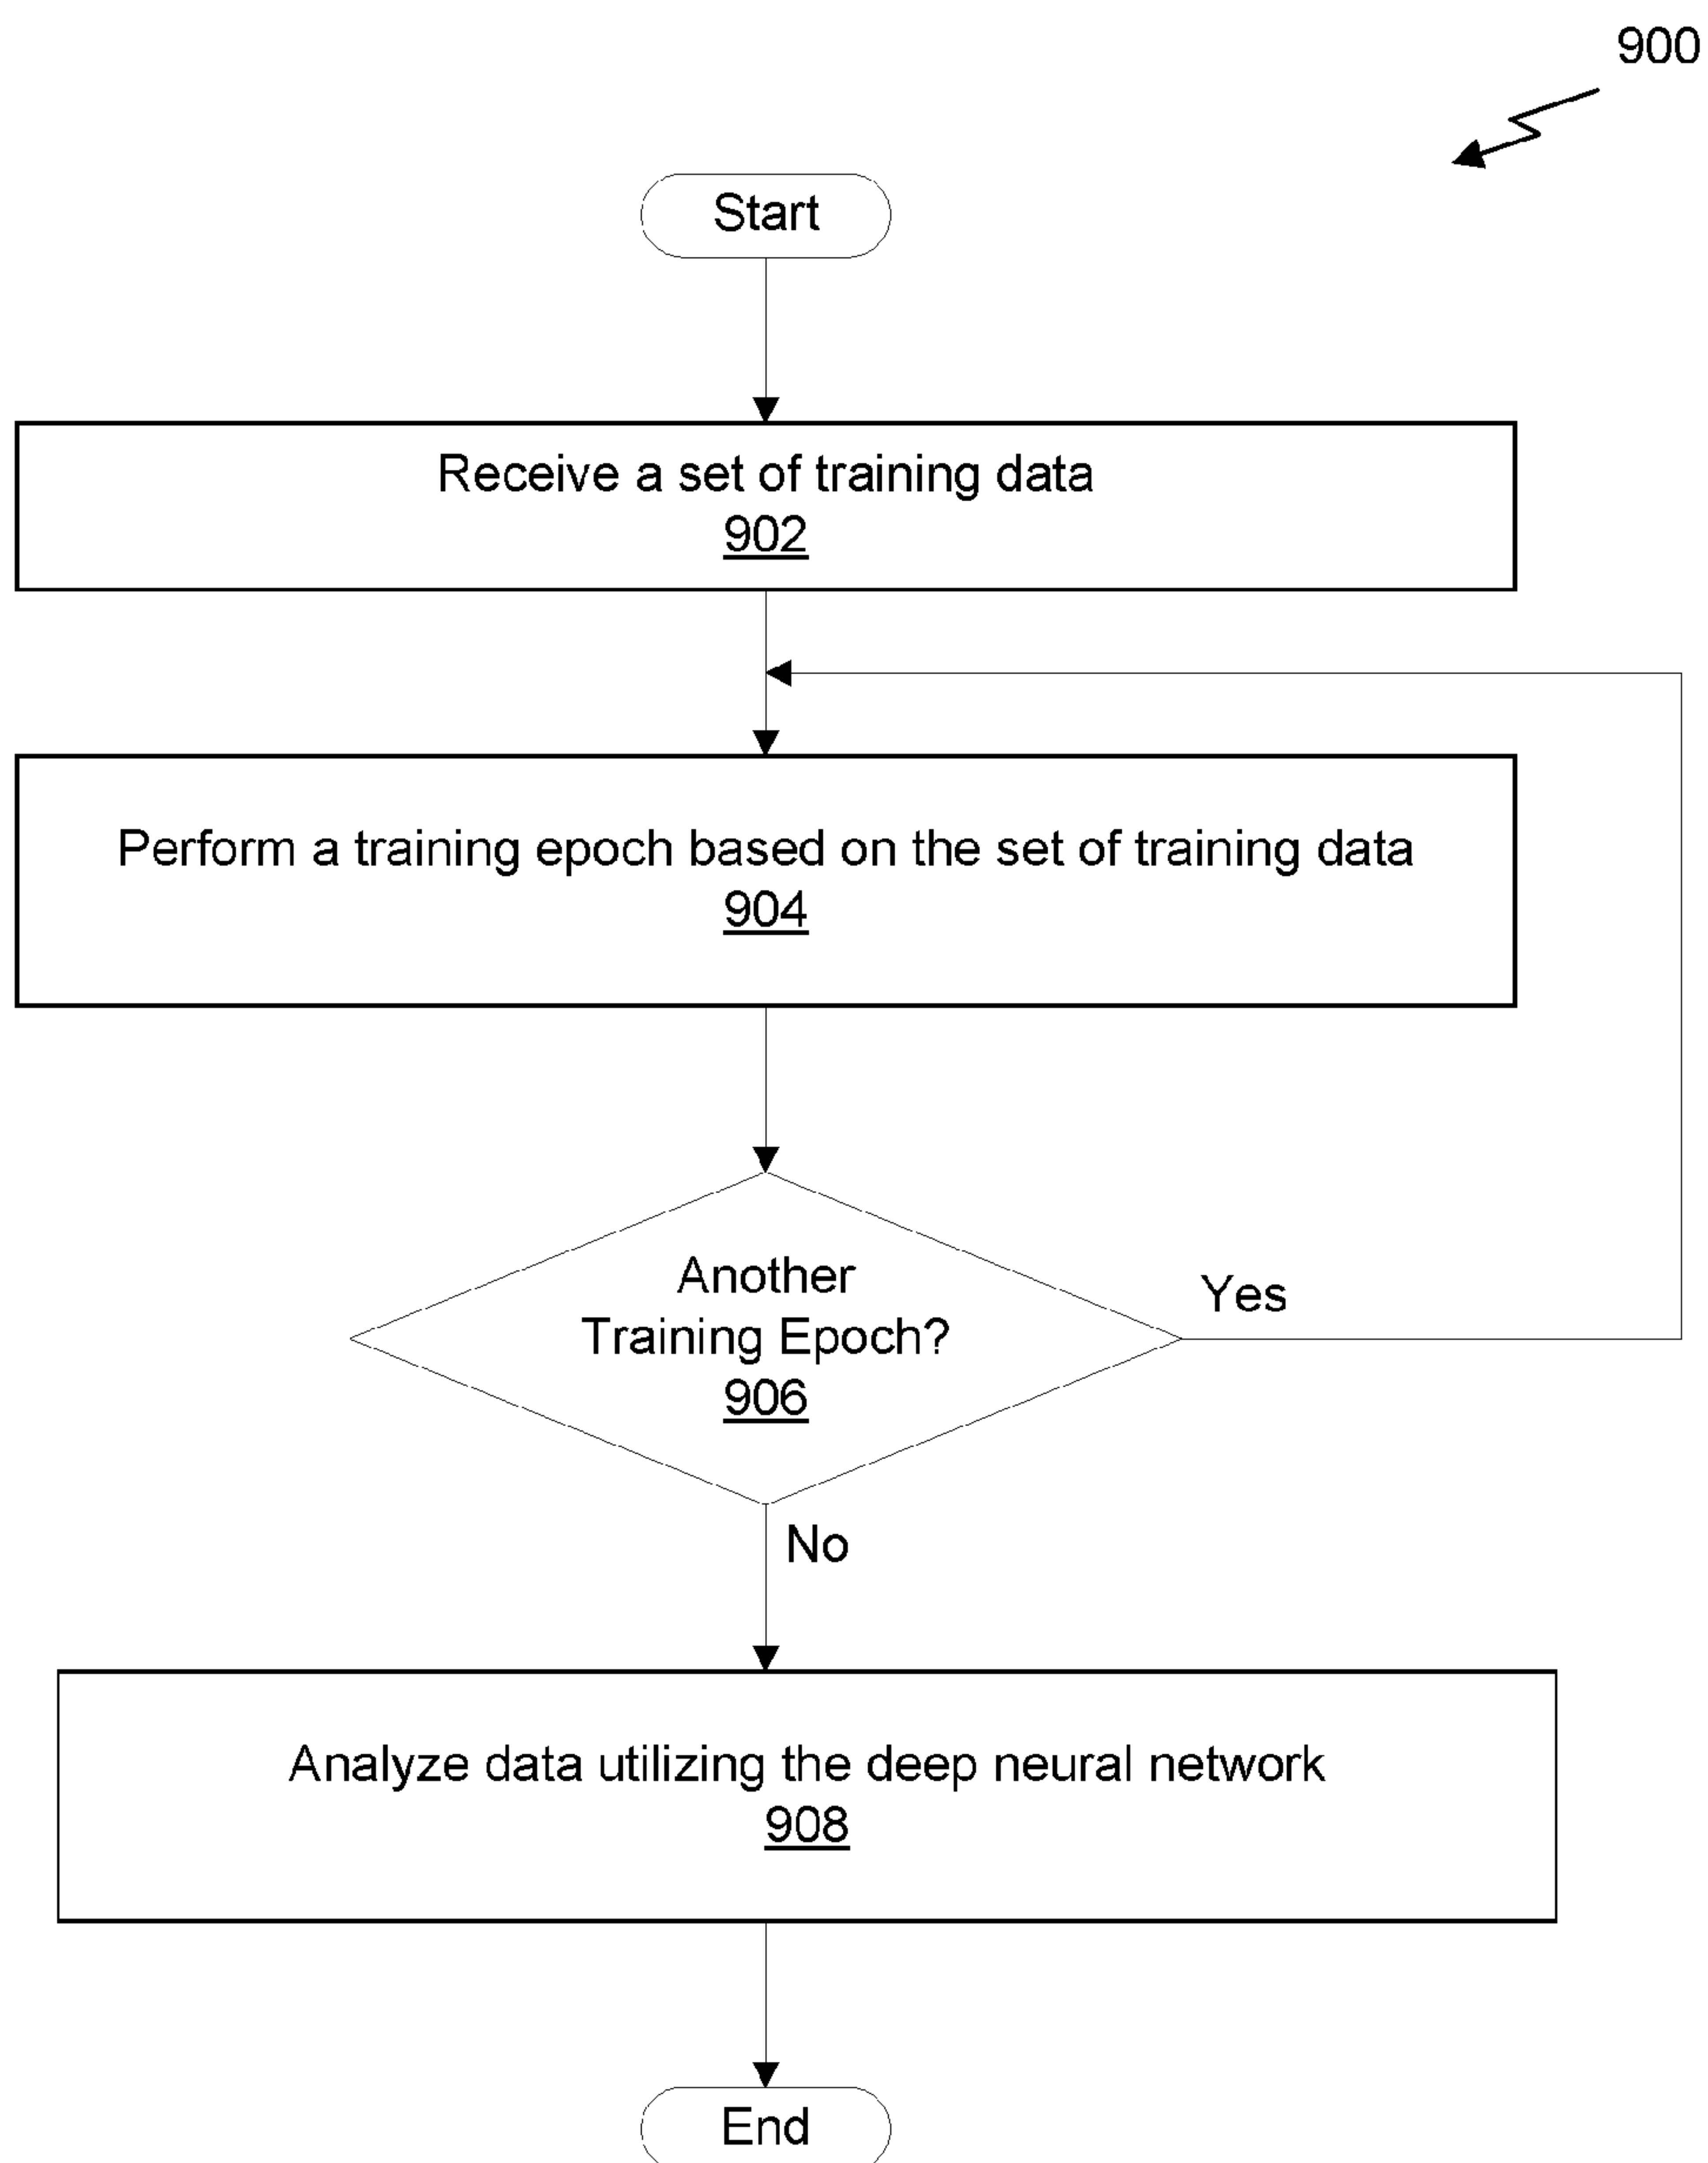 900
Start
Receive a set of training data
902
Perform a training epoch based on the set of training data
904
Another
Training Epoch?
906
Yes
No
Analyze data utilizing the deep neural network
908
End